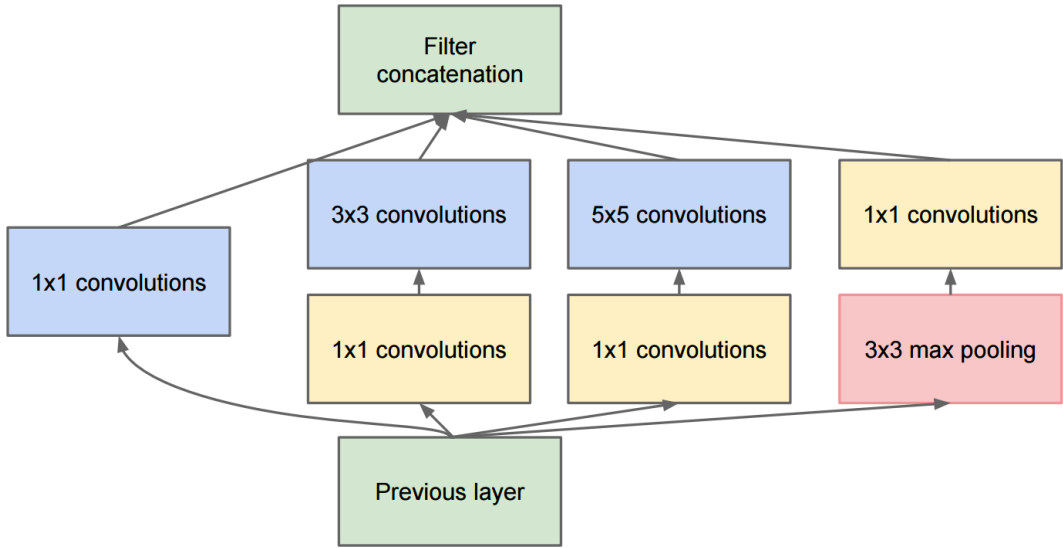 Filter
concatenation
3x3 convolutions
5x5 convolutions
1x1 convolutions
1x1 convolutions
1x1 convolutions
1x1 convolutions
3x3 max pooling
Previous layer